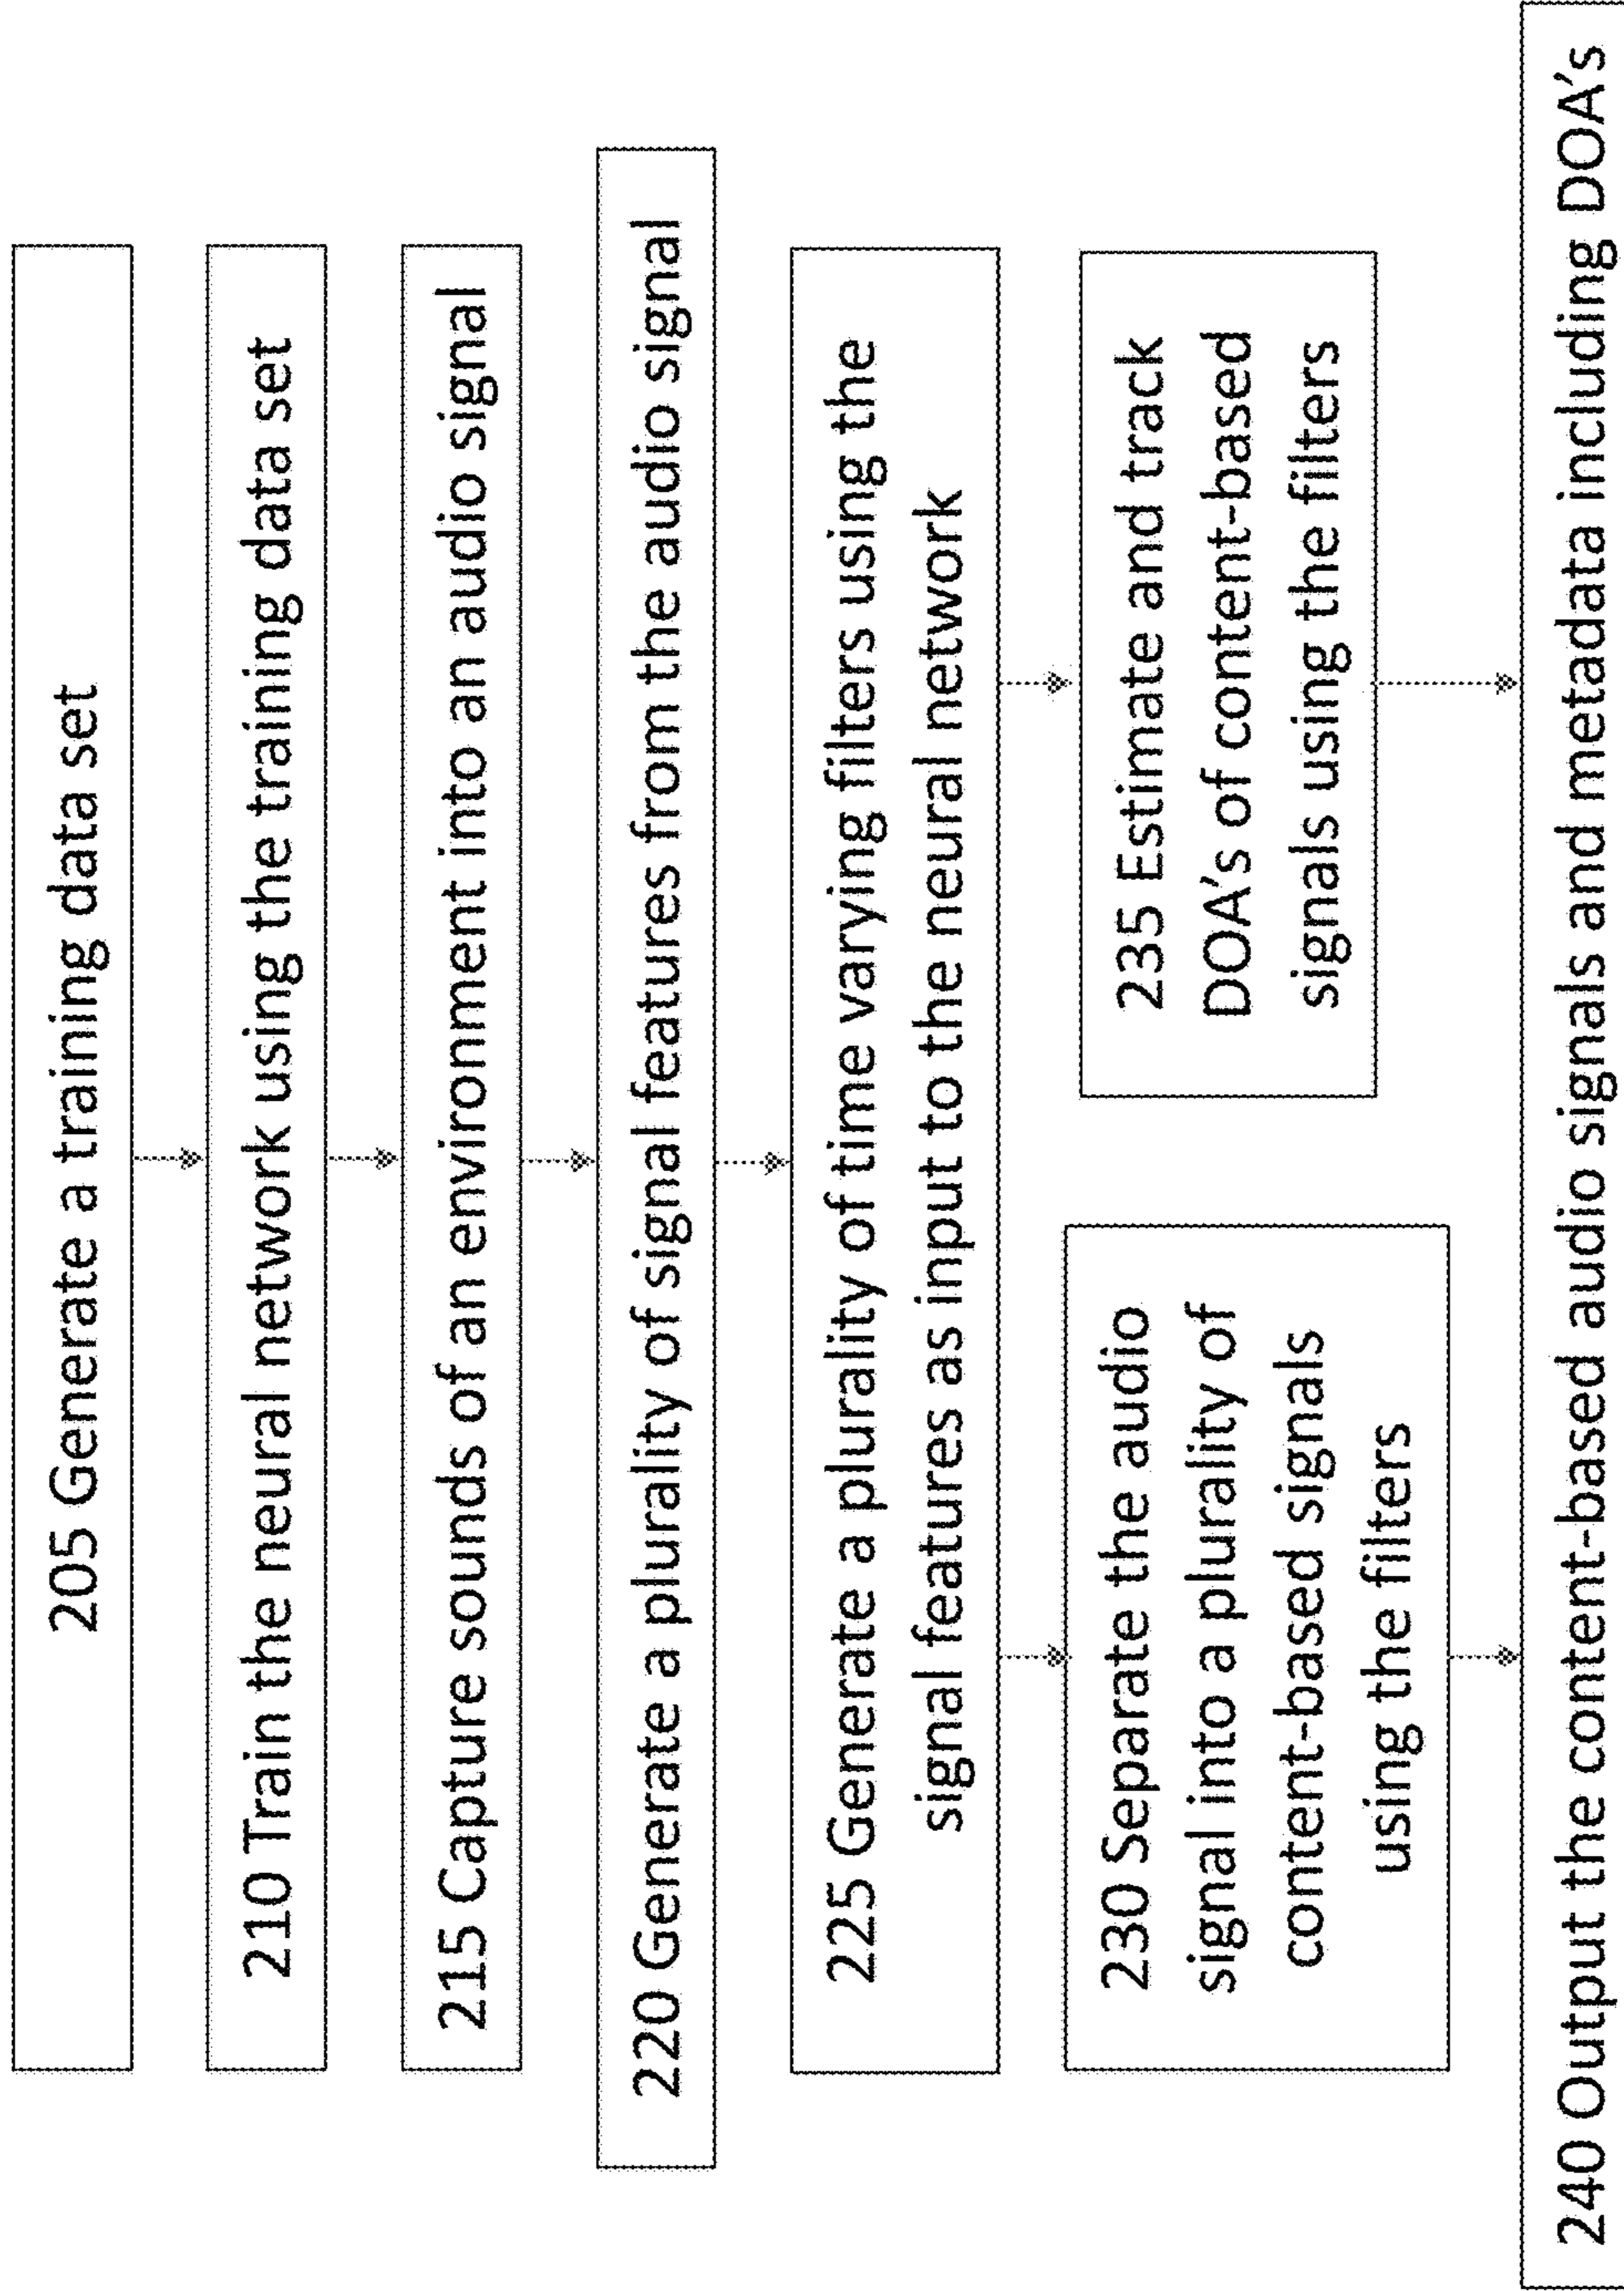 205 Generate a training data set
210 Train the neural network using the training data set
215 Capture sounds of an environment into an audio signal
220 Generate a plurality of signal features from the audio signal
225 Generate a plurality of time varying filters using the
signal features as input to the neural network
230 Separate the audio
signal into a plurality of
content-based signals
using the filters
235 Estimate and track
DOA's of content-based
signals using the filters
240 Output the content-based audio signals and metadata including DOA's